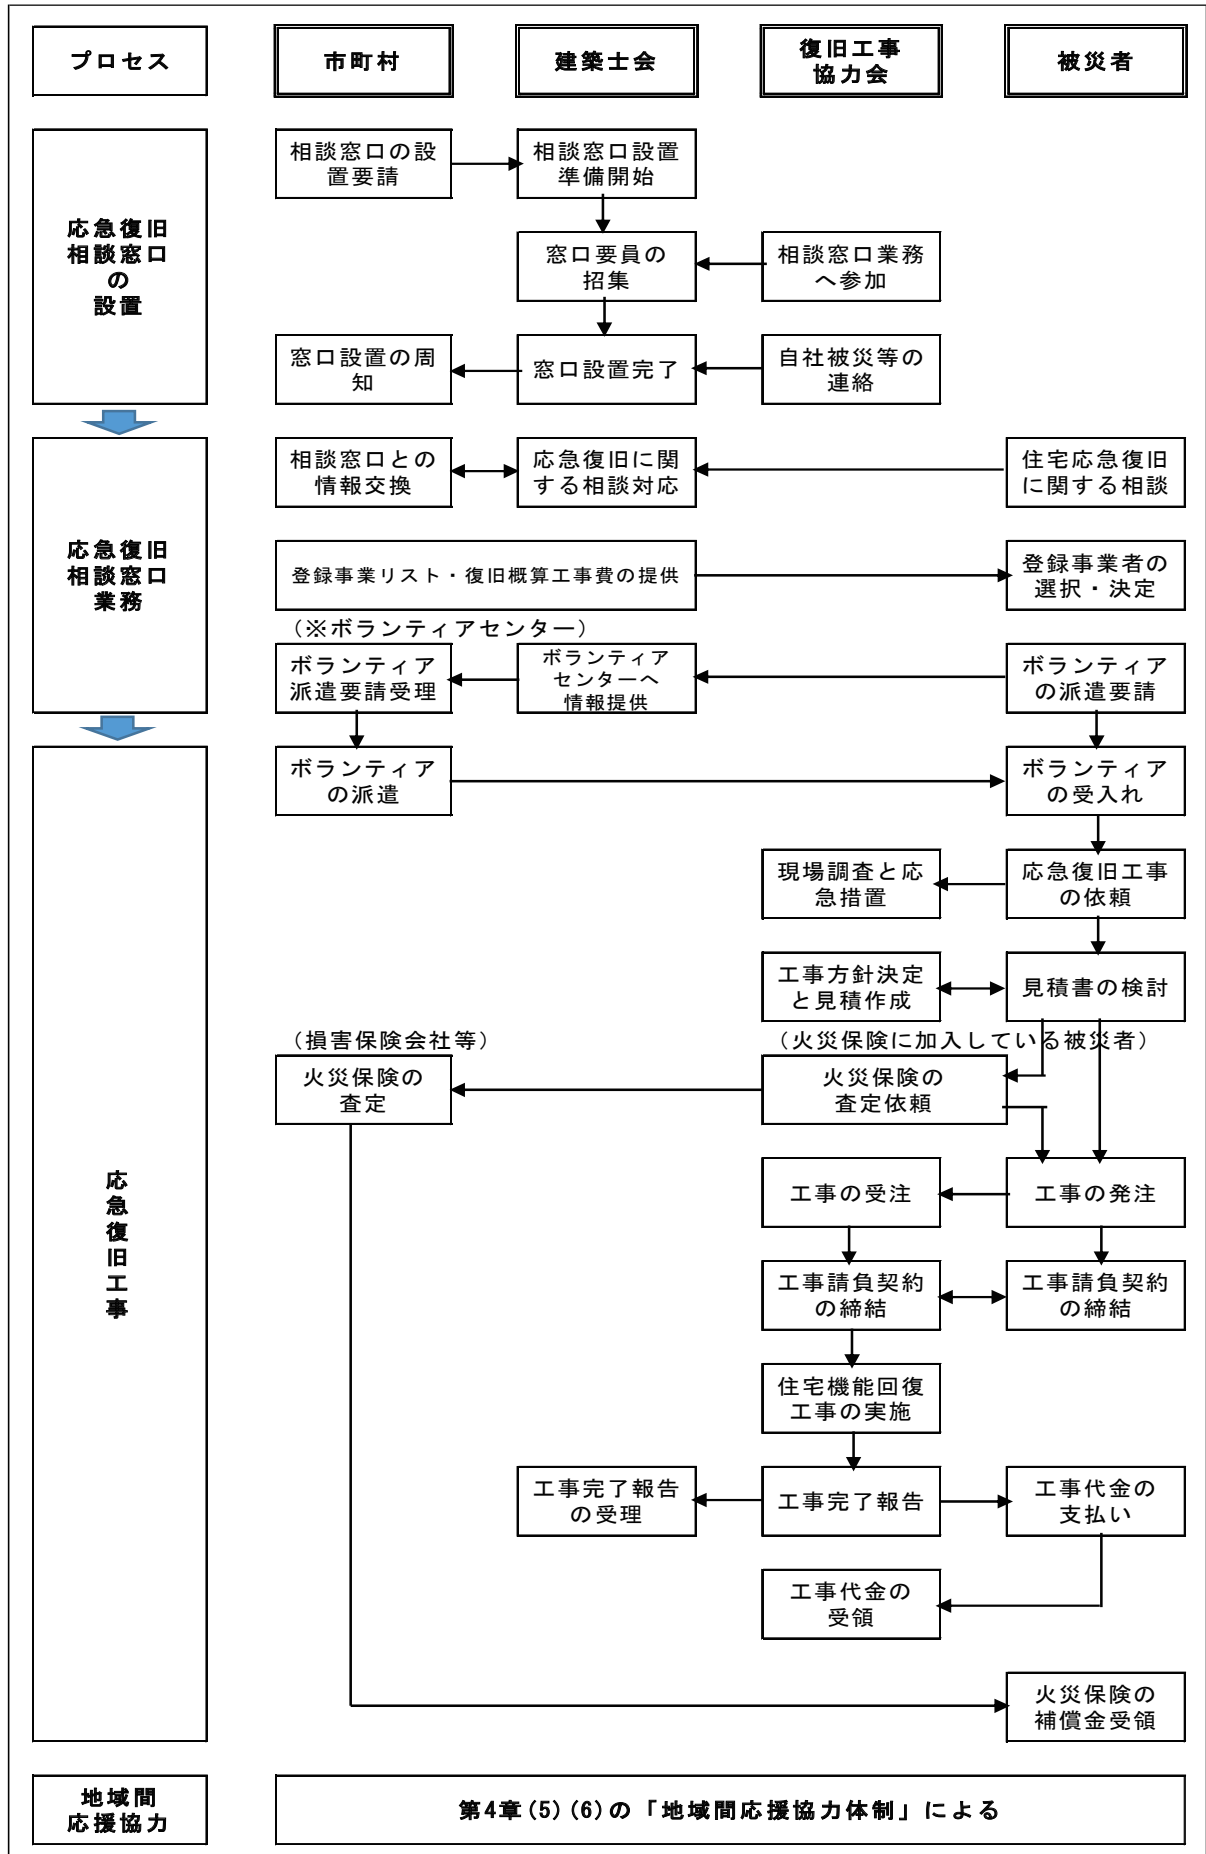 プロセス
市町村
建築士会
復旧工事
協力会
被災者
応急復旧
相談窓口
の
設置
相談窓口の設
置要請
相談窓口設置
準備開始
窓口要員の
招集
相談窓口業務
へ参加
窓口設置の周
知
窓口設置完了
自社被災等の
連絡
応急復旧
相談窓口
業務
相談窓口との
情報交換
応急復旧に関
する相談対応
住宅応急復旧
に関する相談
登録事業リスト・復旧概算工事費の提供
登録事業者の
選択・決定
（※ボランティアセンター）
ボランティア
派遣要請受理
ボランティア
センターへ
情報提供
ボランティア
の派遣要請
応急復旧工事
ボランティア
の派遣
ボランティア
の受入れ
現場調査と応
急措置
応急復旧工事
の依頼
工事方針決定
と見積作成
見積書の検討
（損害保険会社等）
（火災保険に加入している被災者）
火災保険の
査定
火災保険の
査定依頼
工事の受注
工事の発注
工事請負契約
の締結
工事請負契約
の締結
住宅機能回復
工事の実施
工事完了報告
の受理
工事完了報告
工事代金の
支払い
工事代金の
受領
火災保険の
補償金受領
地域間
応援協力
第4章(5)(6)の「地域間応援協力体制」による